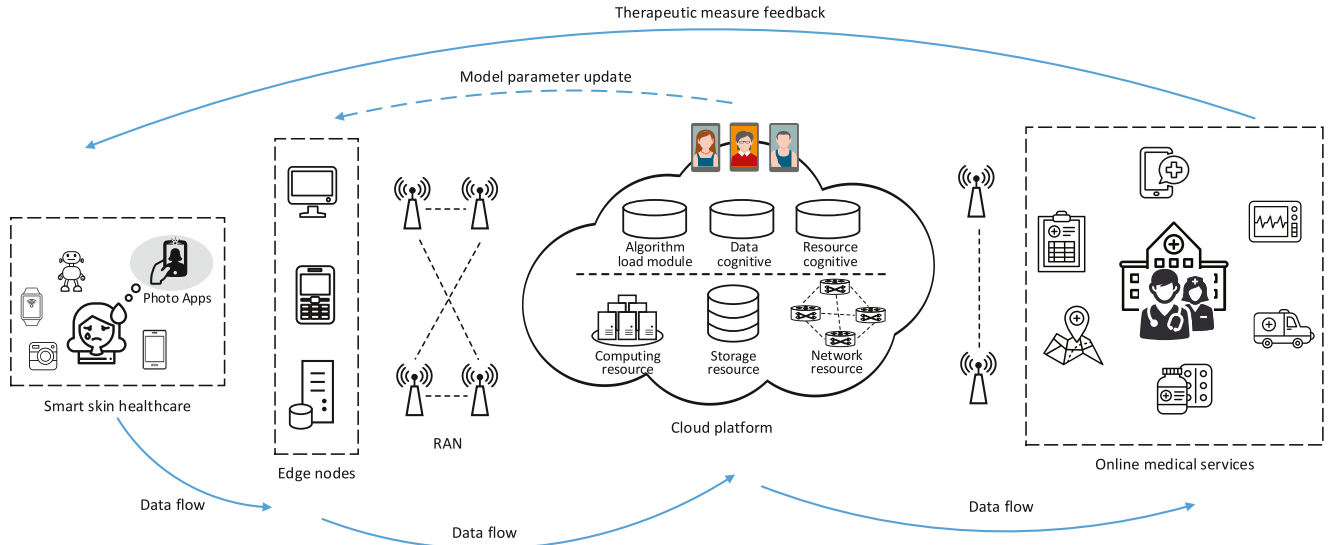 Therapeutic measure feedback
Model parameter update
Photo Apps
Smart skin healthcare
Data flow
Edge nodes
RAN
Data flow
Algorithm
load module
Data
cognitive
Resource
cognitive
Computing
resource
Storage
resource
Network
resource
Cloud platform
Data flow
Online medical services